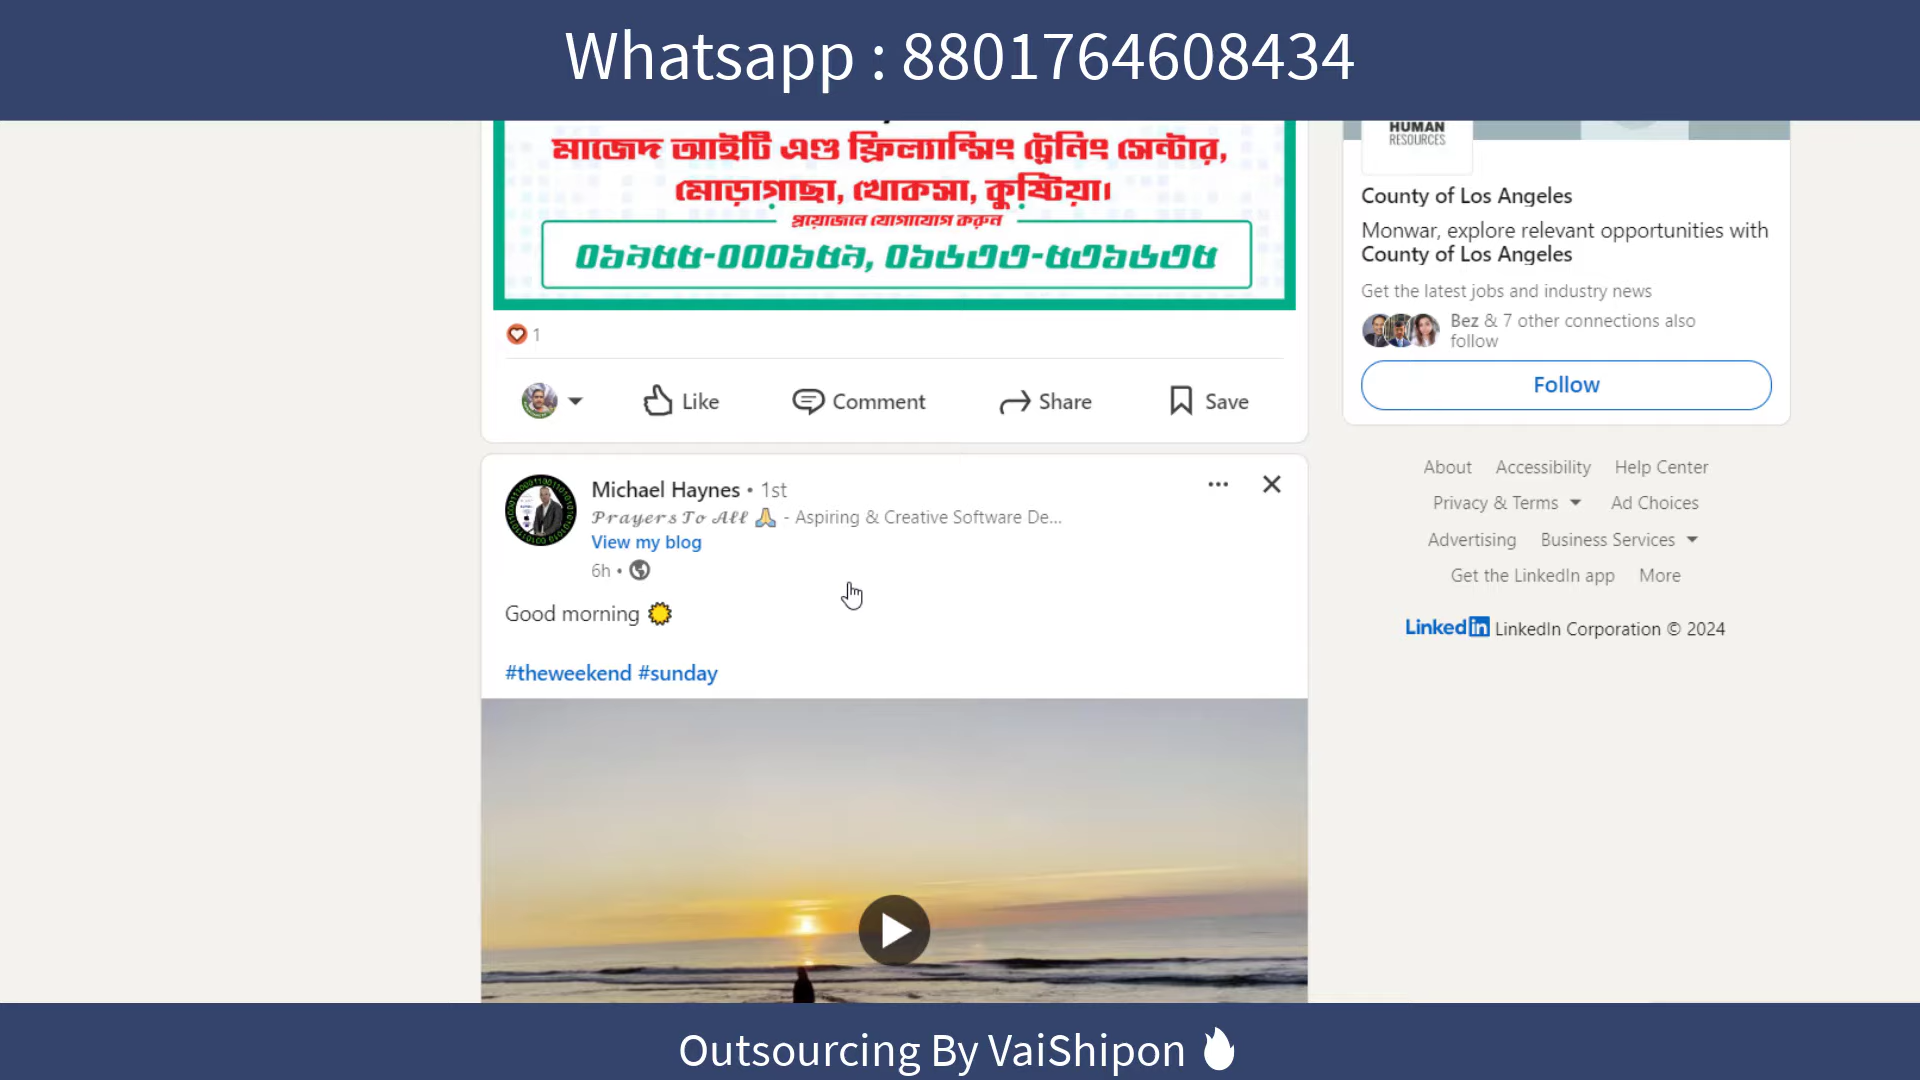 Whatsapp : 8801764608434
মাজেদ আইটি এণ্ড ফ্রিল্যান্সিং ট্রেনিং সেন্টার,
মোড়াগাছা, খোকসা, কুষ্টিয়া।
প্রয়োজনে যোগাযোগ করুন
1
Like
Comment
Share
Save
Michael Haynes • 1st
𝓟𝓻𝓪𝔂𝓮𝓻𝓼 𝓣𝓸 𝓐𝓵𝓵 🙏 - Aspiring & Creative Software De...
View my blog
6h •
Good morning
#theweekend #sunday
HUMAN
RESOURCES
County of Los Angeles
Monwar, explore relevant opportunities with
County of Los Angeles
Get the latest jobs and industry news
Bez & 7 other connections also
follow
Follow
About Accessibility Help Center
Privacy & Terms Ad Choices
Advertising Business Services
Get the LinkedIn app More
LinkedIn LinkedIn Corporation © 2024
Outsourcing By VaiShipon